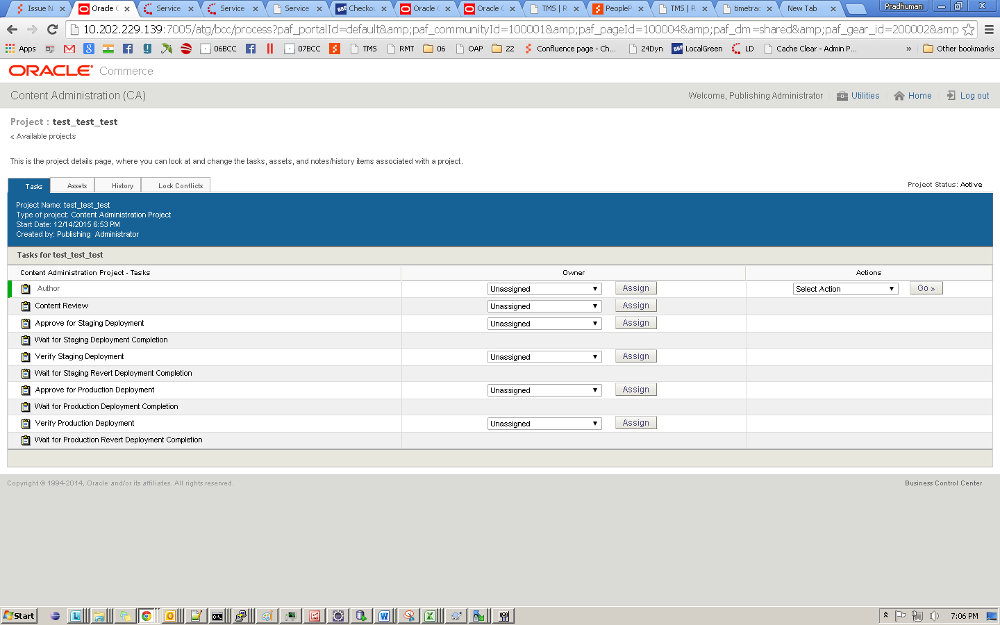 Issue N
Oracle C
Service
Service
Service
Checkou
Oracle C
Oracle C
TMS | R
PeopleP
TMS | R
timetrac
New Tab
Pradhuman
10.202.229.139:7005/atg/bcc/process?paf_portalId=default&amp;paf_communityId=100001&amp;paf_pageId=100004&amp;paf_dm=shared&amp;paf_gear_id=200002&amp
Apps 06BCC 07BCC TMS RMT 06 OAP 22 Confluence page - Ch... 24Dyn LocalGreen LD Cache Clear - Admin P... » Other bookmarks
ORACLE Commerce
Content Administration (CA) Welcome, Publishing Administrator Utilities Home Log out
Project : test_test_test
« Available projects
This is the project details page, where you can look at and change the tasks, assets, and notes/history items associated with a project.
Tasks Assets History Lock Conflicts Project Status: Active
Project Name: test_test_test
Type of project: Content Administration Project
Start Date: 12/14/2015 6:53 PM
Created by: Publishing Administrator
Tasks for test_test_test
Content Administration Project - Tasks Owner Actions
Author Unassigned Assign Select Action Go »
Content Review Unassigned Assign
Approve for Staging Deployment Unassigned Assign
Wait for Staging Deployment Completion
Verify Staging Deployment Unassigned Assign
Wait for Staging Revert Deployment Completion
Approve for Production Deployment Unassigned Assign
Wait for Production Deployment Completion
Verify Production Deployment Unassigned Assign
Wait for Production Revert Deployment Completion
Copyright © 1994-2014, Oracle and/or its affiliates. All rights reserved. Business Control Center
Start 7:06 PM